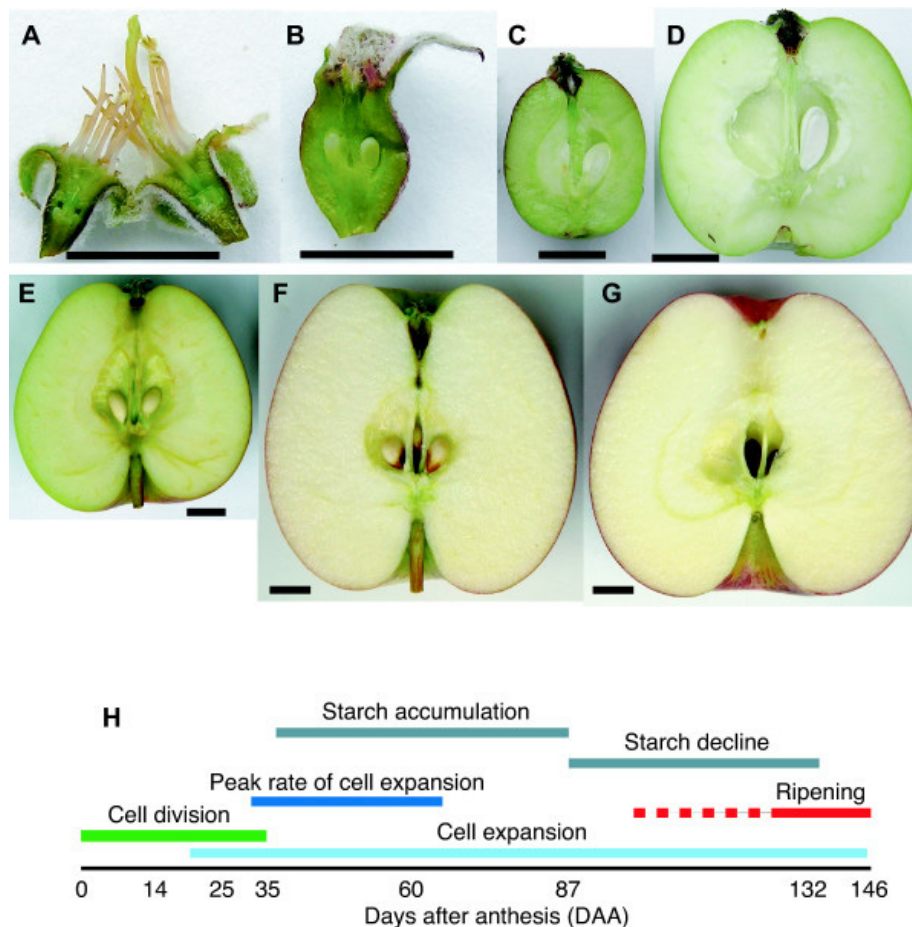 A
B
C
D
E
F
G
H
Starch accumulation
Starch decline
Peak rate of cell expansion
Ripening
Cell division
Cell expansion
0 14 25 35 60 87 132 146
Days after anthesis (DAA)